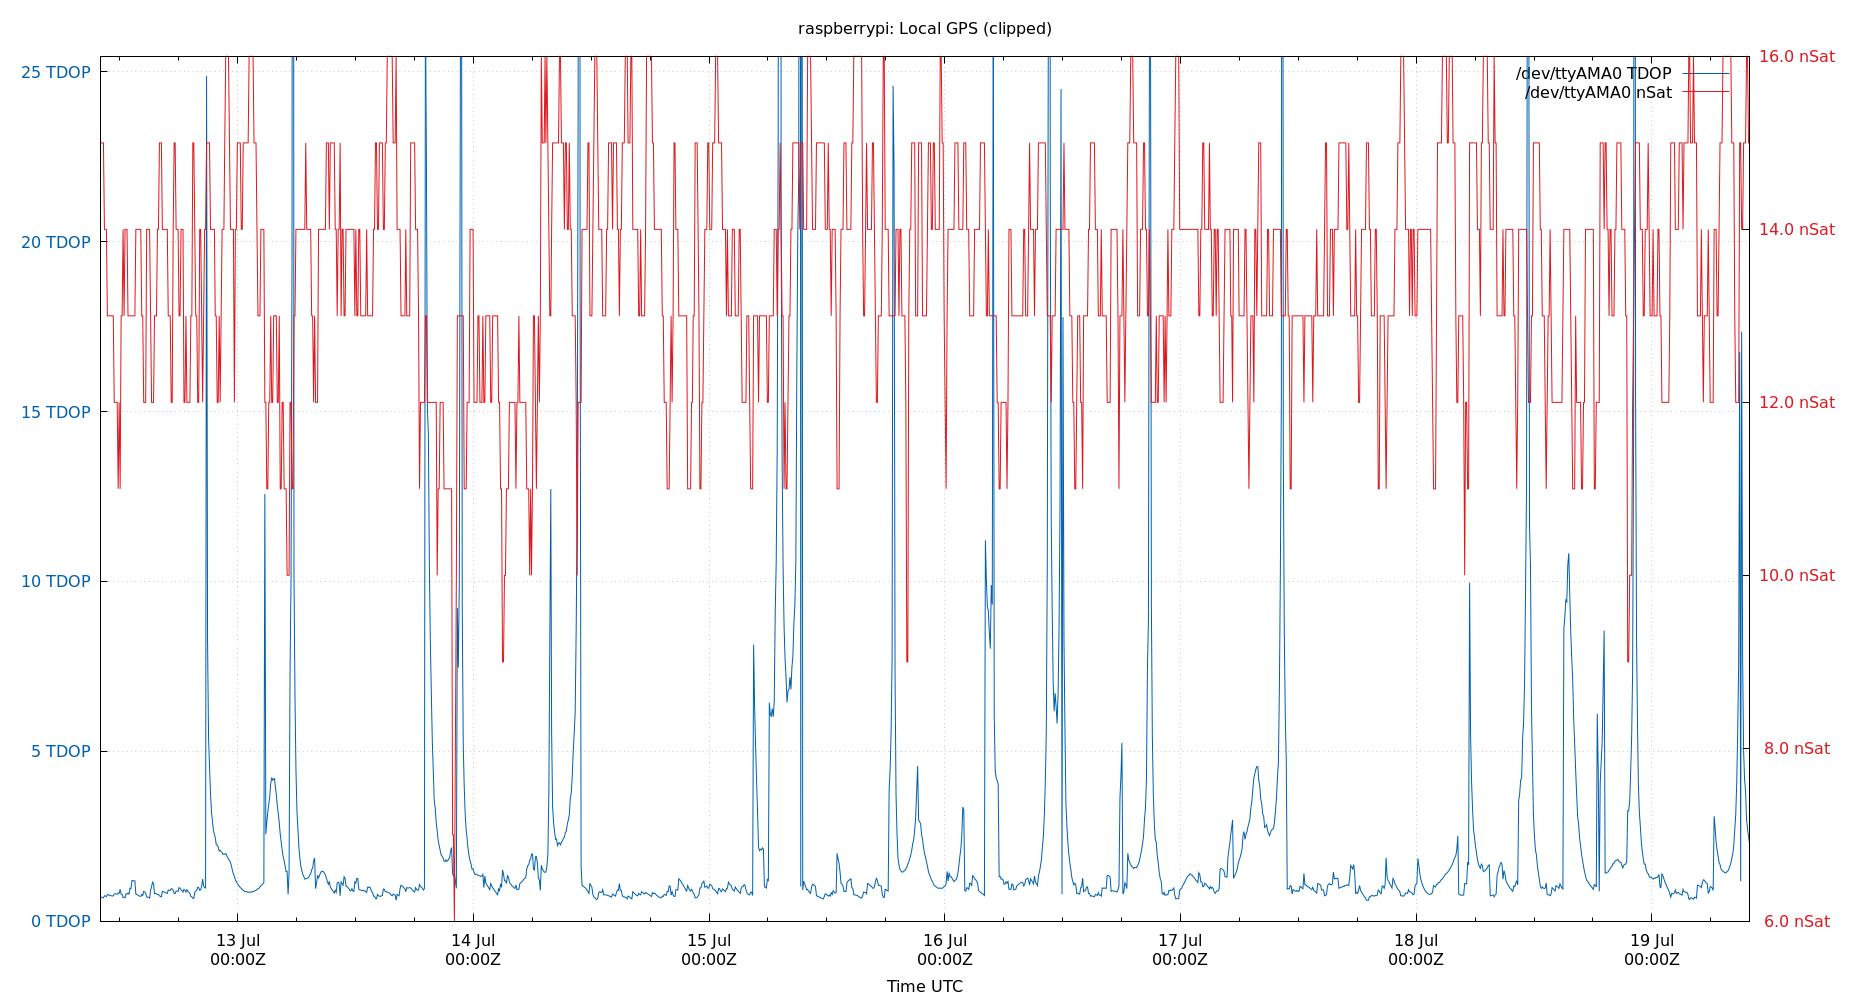 raspberrypi: Local GPS (clipped)
25 TDOP
20 TDOP
15 TDOP
10 TDOP
5 TDOP
0 TDOP
16.0 nSat
14.0 nSat
12.0 nSat
10.0 nSat
8.0 nSat
6.0 nSat
/dev/ttyAMA0 TDOP
/dev/ttyAMA0 nSat
13 Jul
00:00Z
14 Jul
00:00Z
15 Jul
00:00Z
16 Jul
00:00Z
17 Jul
00:00Z
18 Jul
00:00Z
19 Jul
00:00Z
Time UTC